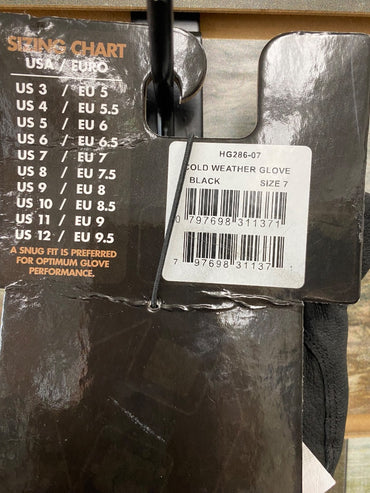 SIZING CHART
USA / EURO
US 3 / EU 5
US 4 / EU 5.5
US 5 / EU 6
US 6 / EU 6.5
US 7 / EU 7
US 8 / EU 7.5
US 9 / EU 8
US 10 / EU 8.5
US 11 / EU 9
US 12 / EU 9.5
A SNUG FIT IS PREFERRED
FOR OPTIMUM GLOVE
PERFORMANCE.
HG286-07
COLD WEATHER GLOVE
BLACK SIZE 7
0 797698 311371
7 97698 31137